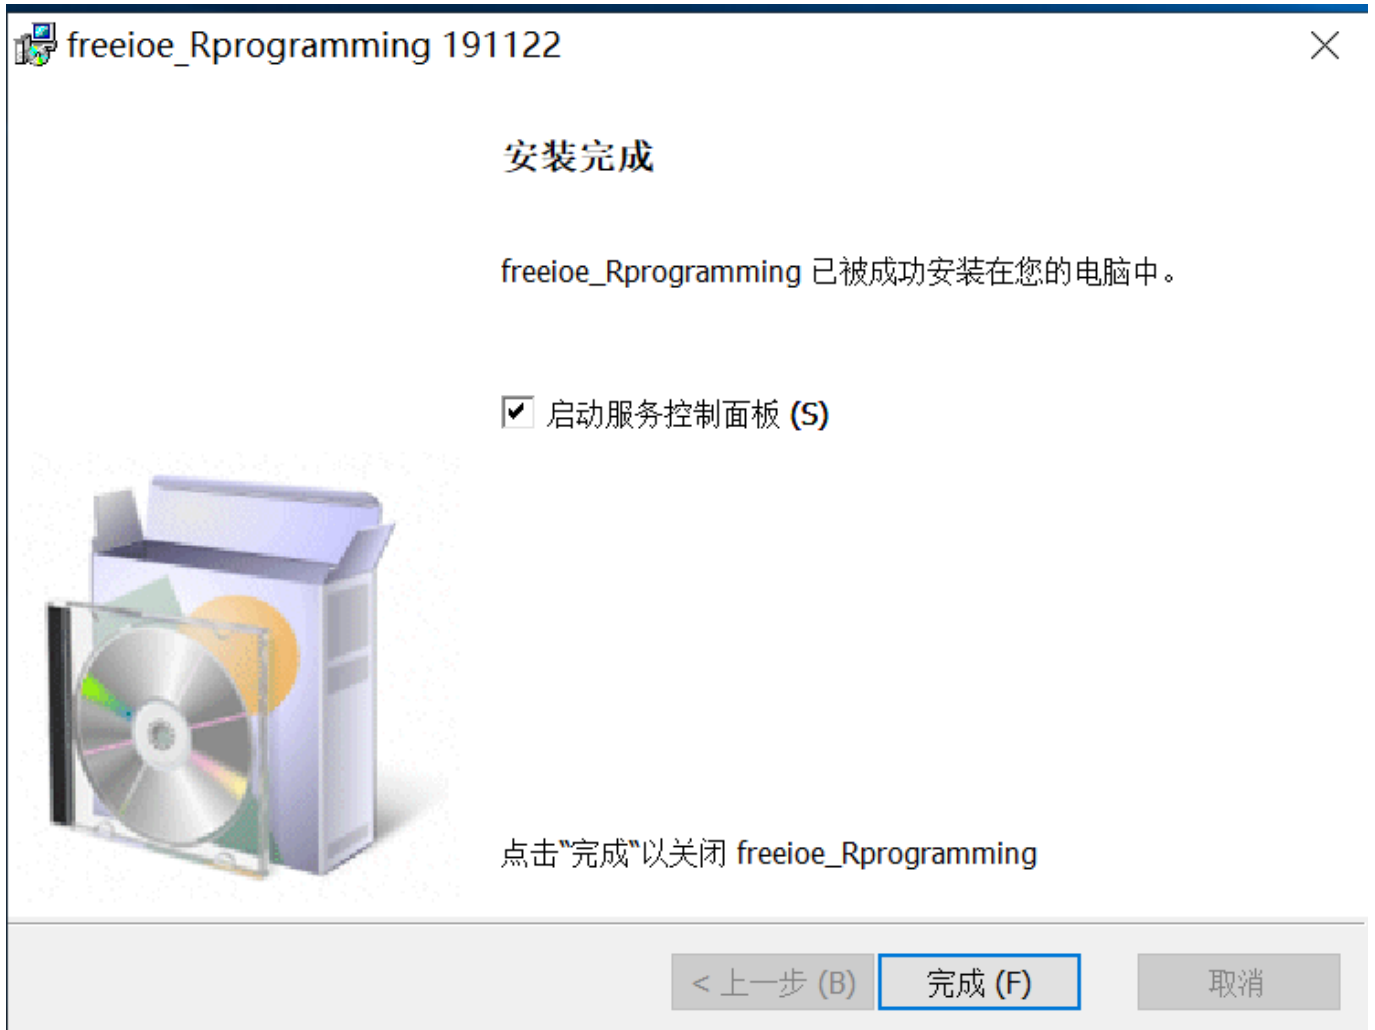 freeioe_Rprogramming 191122
安装完成
freeioe_Rprogramming 已被成功安装在您的电脑中。
启动服务控制面板 (S)
点击"完成"以关闭 freeioe_Rprogramming
< 上一步 (B)
完成 (F)
取消